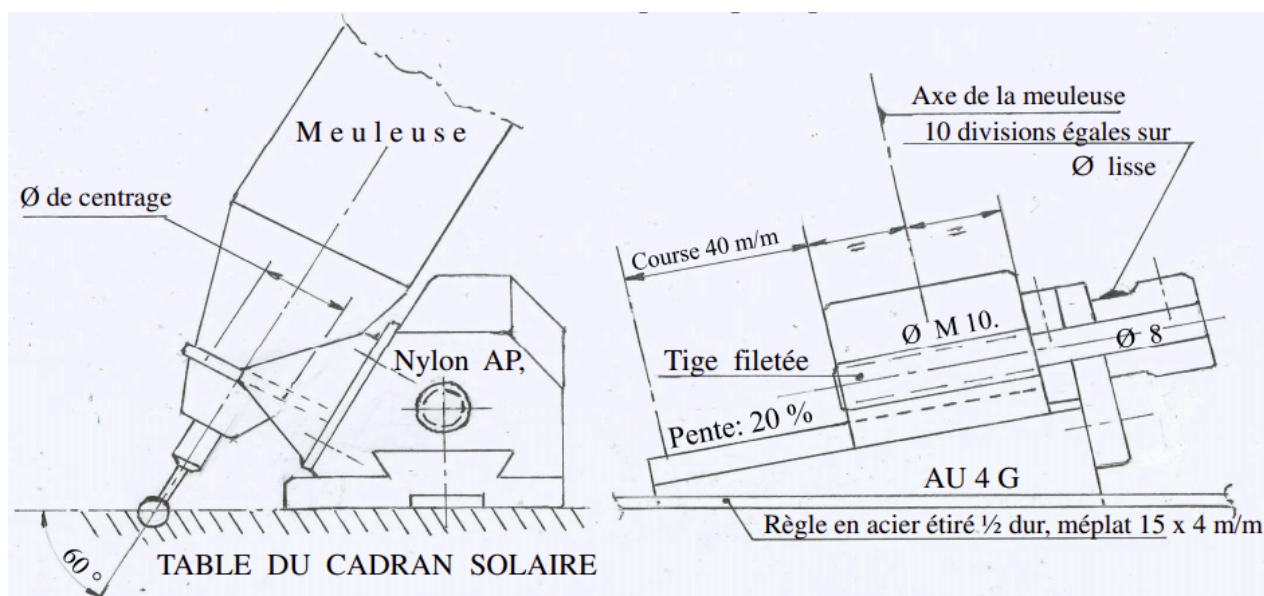 Meuleuse
Ø de centrage
Nylon AP,
60°
TABLE DU CADRAN SOLAIRE
Axe de la meuleuse
10 divisions égales sur
Ø lisse
Course 40 m/m
=
=
Ø M 10.
Ø 8
Tige filetée
Pente: 20 %
AU 4 G
Règle en acier étiré ½ dur, méplat 15 x 4 m/m